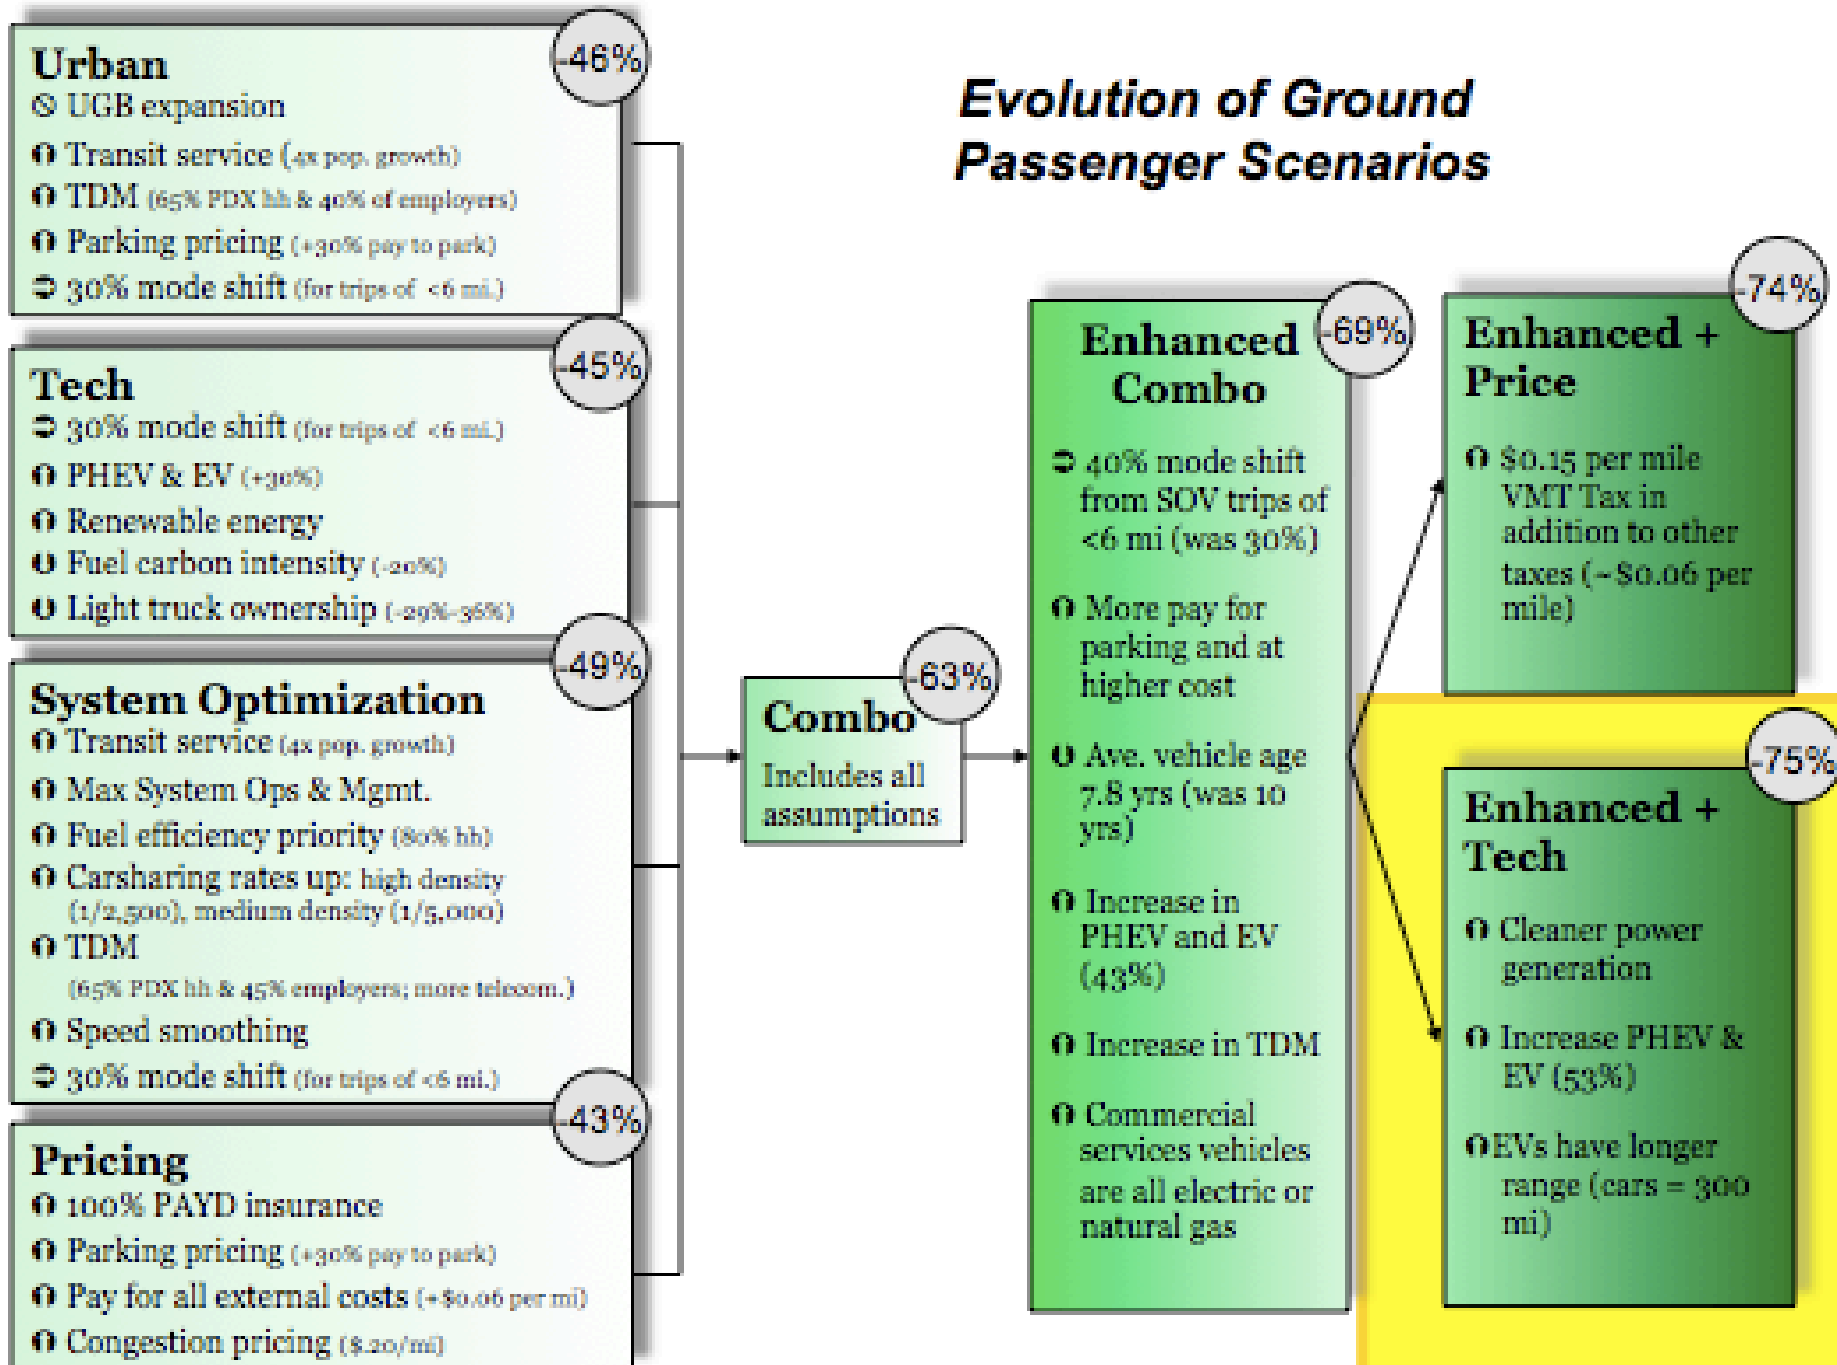 Evolution of Ground
Passenger Scenarios
-46%
Urban
UGB expansion
Transit service (4x pop. growth)
TDM (65% PDX hh & 40% of employers)
Parking pricing (+30% pay to park)
30% mode shift (for trips of <6 mi.)
-45%
Tech
30% mode shift (for trips of <6 mi.)
PHEV & EV (+30%)
Renewable energy
Fuel carbon intensity (-20%)
Light truck ownership (-29%-36%)
-49%
System Optimization
Transit service (4x pop. growth)
Max System Ops & Mgmt.
Fuel efficiency priority (80% hh)
Carsharing rates up: high density
(1/2,500), medium density (1/5,000)
TDM
(65% PDX hh & 45% employers; more telecom.)
Speed smoothing
30% mode shift (for trips of <6 mi.)
-43%
Pricing
100% PAYD insurance
Parking pricing (+30% pay to park)
Pay for all external costs (+$0.06 per mi)
Congestion pricing ($.20/mi)
-63%
Combo
Includes all
assumptions
-69%
Enhanced
Combo
40% mode shift
from SOV trips of
<6 mi (was 30%)
More pay for
parking and at
higher cost
Ave. vehicle age
7.8 yrs (was 10
yrs)
Increase in
PHEV and EV
(43%)
Increase in TDM
Commercial
services vehicles
are all electric or
natural gas
-74%
Enhanced +
Price
$0.15 per mile
VMT Tax in
addition to other
taxes (~$0.06 per
mile)
-75%
Enhanced +
Tech
Cleaner power
generation
Increase PHEV &
EV (53%)
EVs have longer
range (cars = 300
mi)